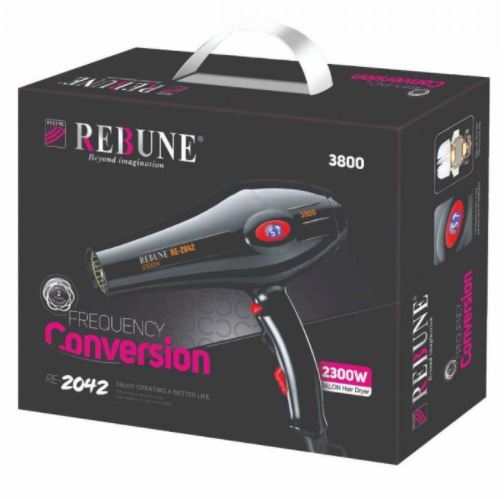 REBUNE
REBUNE®
Beyond imagination
3800
3800
REBUNE RE-2042
FREQUENCY
Conversion
RE 2042
ENJOY CREATING A BETTER LIFE
2300W
SALON Hair Dryer
FREQUENCY
Conversion
REBUNE